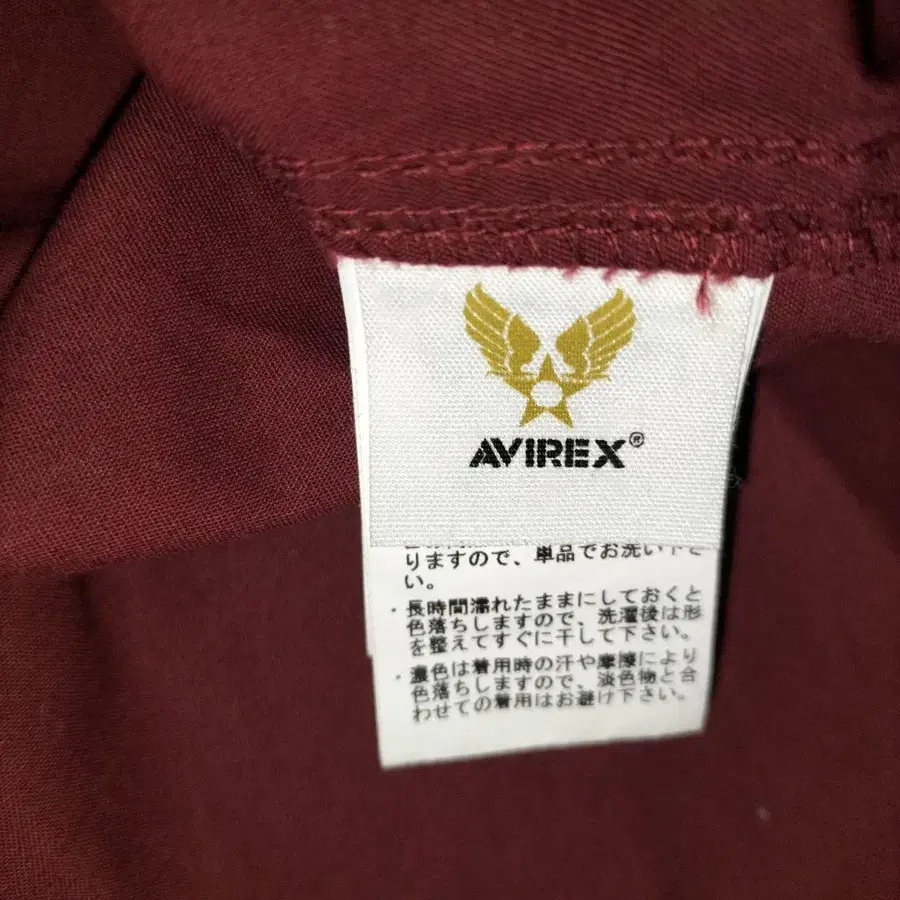 AVIREX®
りますので、単品でお洗い下さ
い。
・長時間濡れたままにしておくと
色落ちしますので、洗濯後は形
を整えてすぐに干して下さい。
・濃色は着用時の汗や摩擦により
色落ちしますので、淡色物と合
わせての着用はお避け下さい。